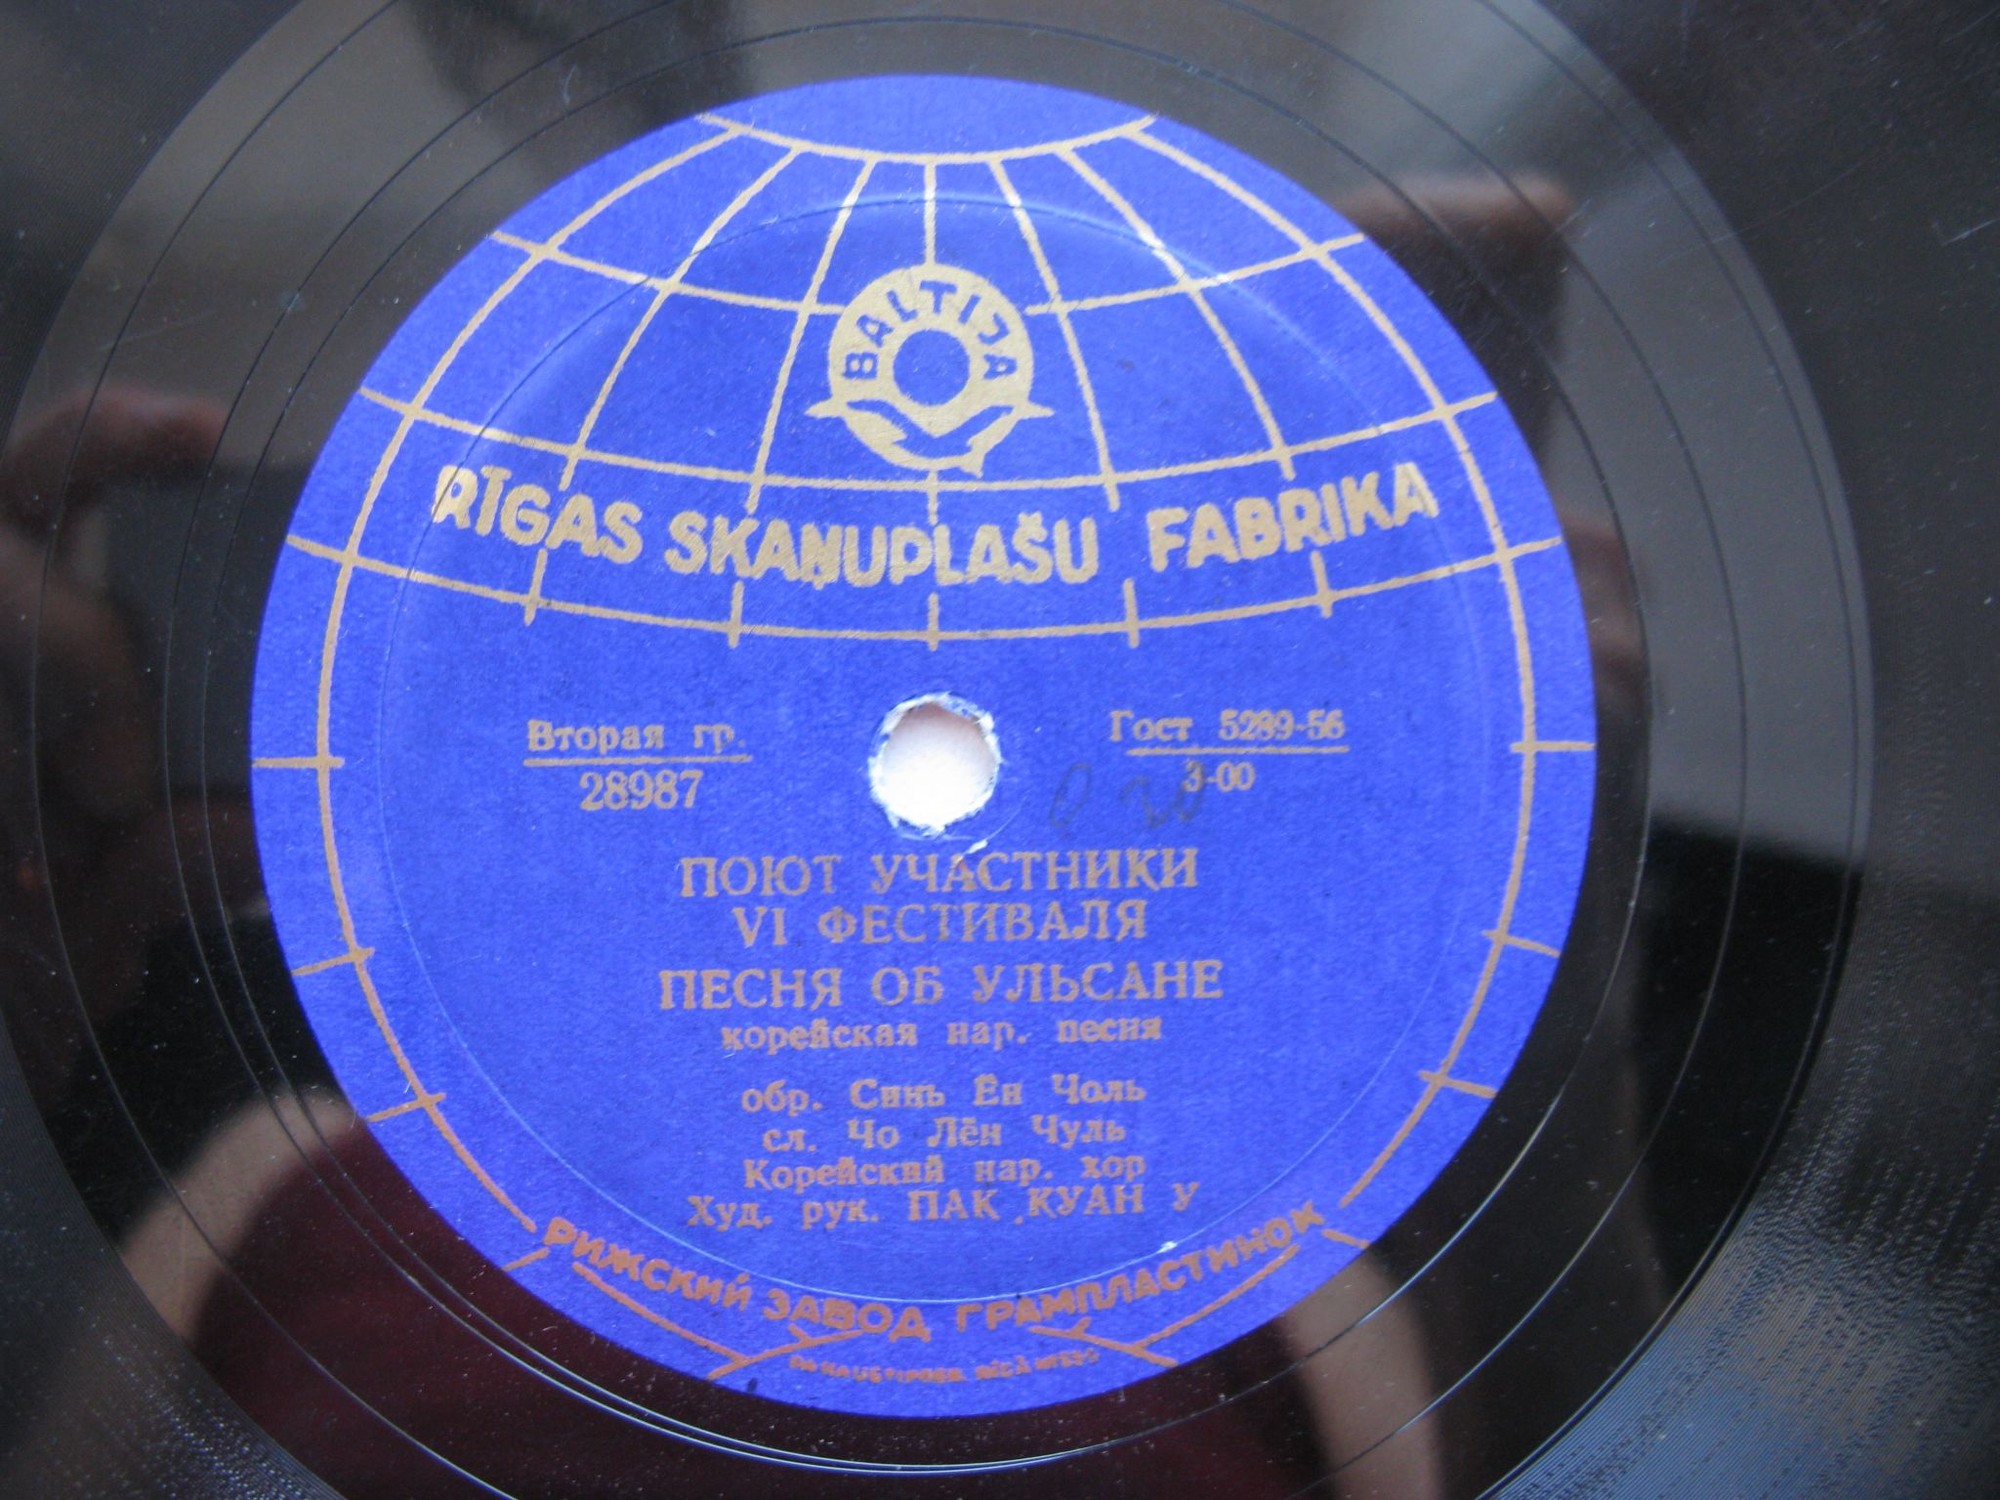 BALTIJA
RĪGAS SKAŅUPLAŠU FABRIKA
Вторая гр.
28987
Гост 5289-56
3-00
ПОЮТ УЧАСТНИКИ
VI ФЕСТИВАЛЯ
ПЕСНЯ ОБ УЛЬСАНЕ
корейская нар. песня
обр. Синь Ён Чоль
сл. Чо Лён Чуль
Корейский нар. хор
Худ. рук. ПАК КУАН У
РИЖСКИЙ ЗАВОД ГРАМПЛАСТИНОК